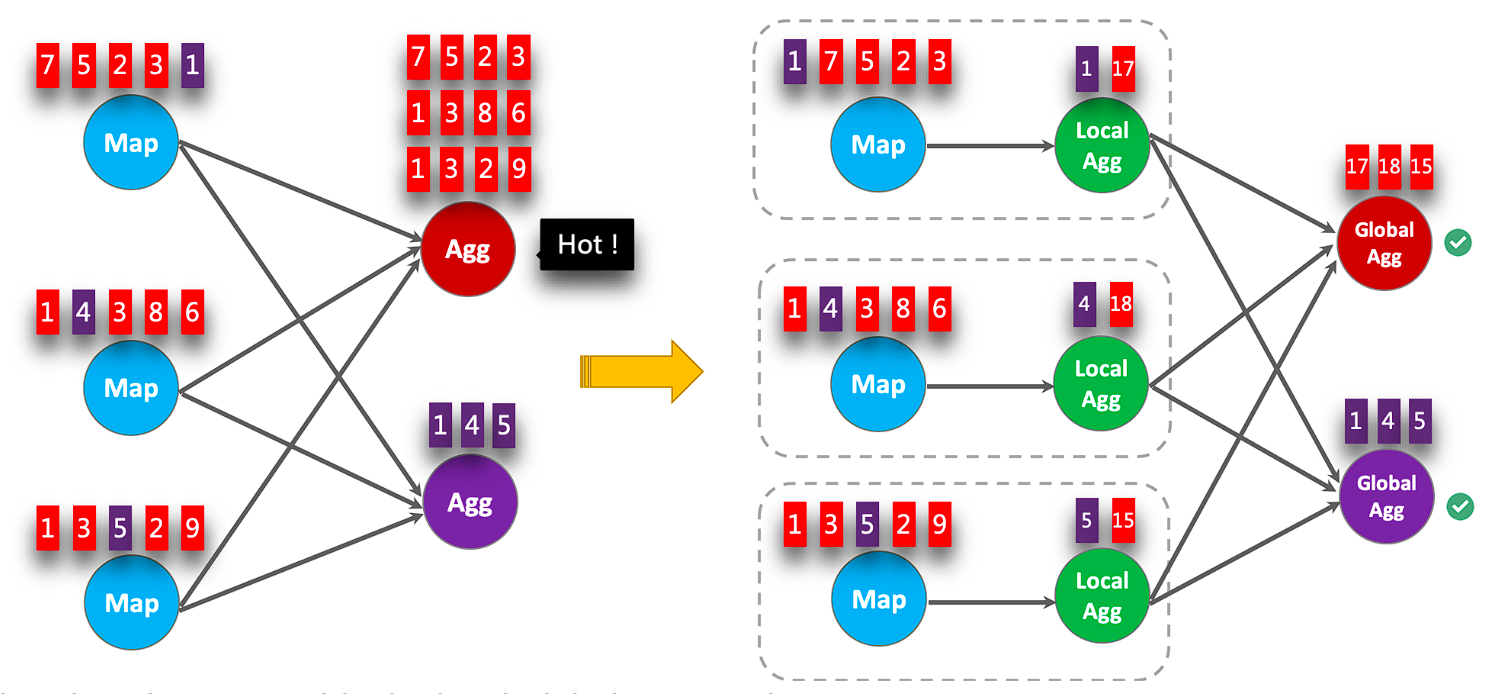 7 5 2 3 1
Map
1 4 3 8 6
Map
1 3 5 2 9
Map
7 5 2 3
1 3 8 6
1 3 2 9
Agg
Hot !
1 4 5
Agg
1 7 5 2 3
Map
1 17
Local
Agg
1 4 3 8 6
Map
4 18
Local
Agg
1 3 5 2 9
Map
5 15
Local
Agg
17 18 15
Global
Agg
1 4 5
Global
Agg